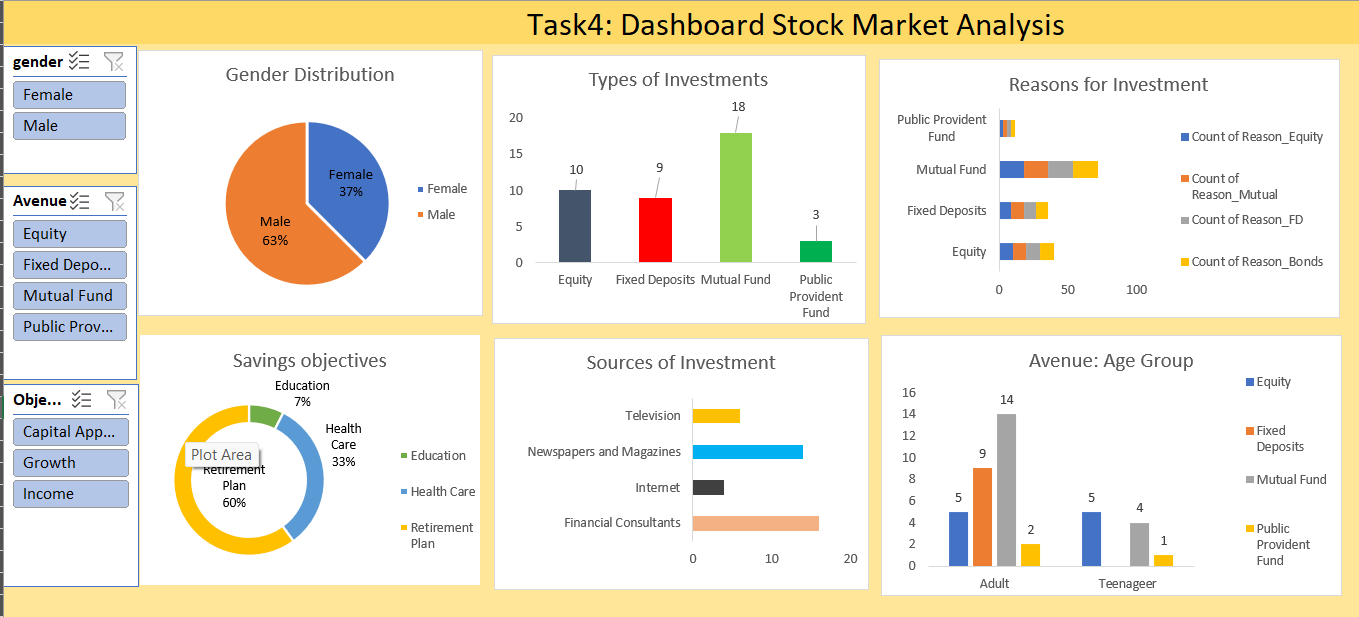 Task4: Dashboard Stock Market Analysis
gender
Female
Male
Avenue
Equity
Fixed Depo...
Mutual Fund
Public Prov...
Obje...
Capital App...
Growth
Income
Gender Distribution
Female
37%
Male
63%
Female
Male
Types of Investments
20
15
10
5
0
10
9
18
3
Equity
Fixed Deposits
Mutual Fund
Public
Provident
Fund
Reasons for Investment
Public Provident
Fund
Mutual Fund
Fixed Deposits
Equity
0
50
100
Count of Reason_Equity
Count of
Reason_Mutual
Count of Reason_FD
Count of Reason_Bonds
Savings objectives
Education
7%
Health
Care
33%
Plot Area
Retirement
Plan
60%
Education
Health Care
Retirement
Plan
Sources of Investment
Television
Newspapers and Magazines
Internet
Financial Consultants
0
10
20
Avenue: Age Group
16
14
12
10
8
6
4
2
0
5
9
14
2
5
4
1
Adult
Teenageer
Equity
Fixed
Deposits
Mutual Fund
Public
Provident
Fund